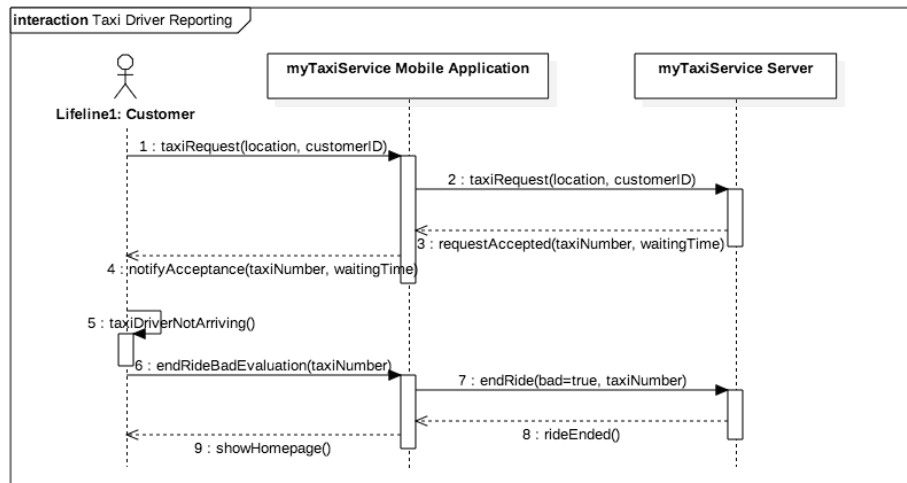 interaction Taxi Driver Reporting
myTaxiService Mobile Application
myTaxiService Server
Lifeline1: Customer
1 : taxiRequest(location, customerID)
2 : taxiRequest(location, customerID)
3 : requestAccepted(taxiNumber, waitingTime)
4 : notifyAcceptance(taxiNumber, waitingTime)
5 : taxiDriverNotArriving()
6 : endRideBadEvaluation(taxiNumber)
7 : endRide(bad=true, taxiNumber)
8 : rideEnded()
9 : showHomepage()